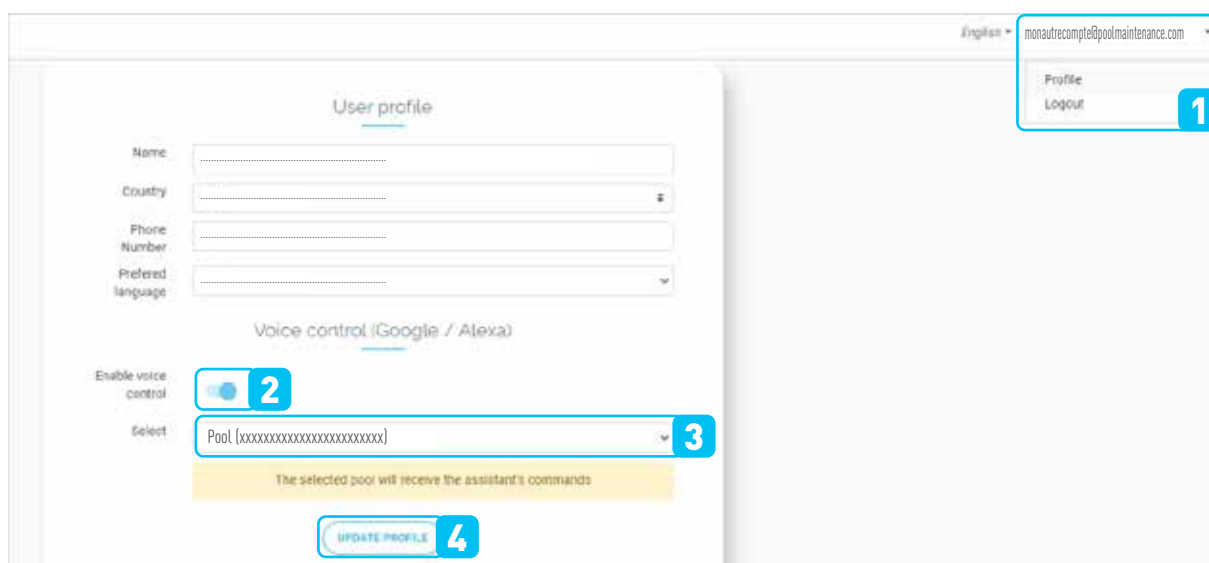 English
monautrecompte@poolmaintenance.com
Profile
Logout
1
User profile
Name
Country
Phone
Number
Prefered
language
Voice control (Google / Alexa)
Enable voice
control
2
Select
Pool (xxxxxxxxxxxxxxxxxxxxxxxx)
3
The selected pool will receive the assistant's commands
UPDATE PROFILE
4